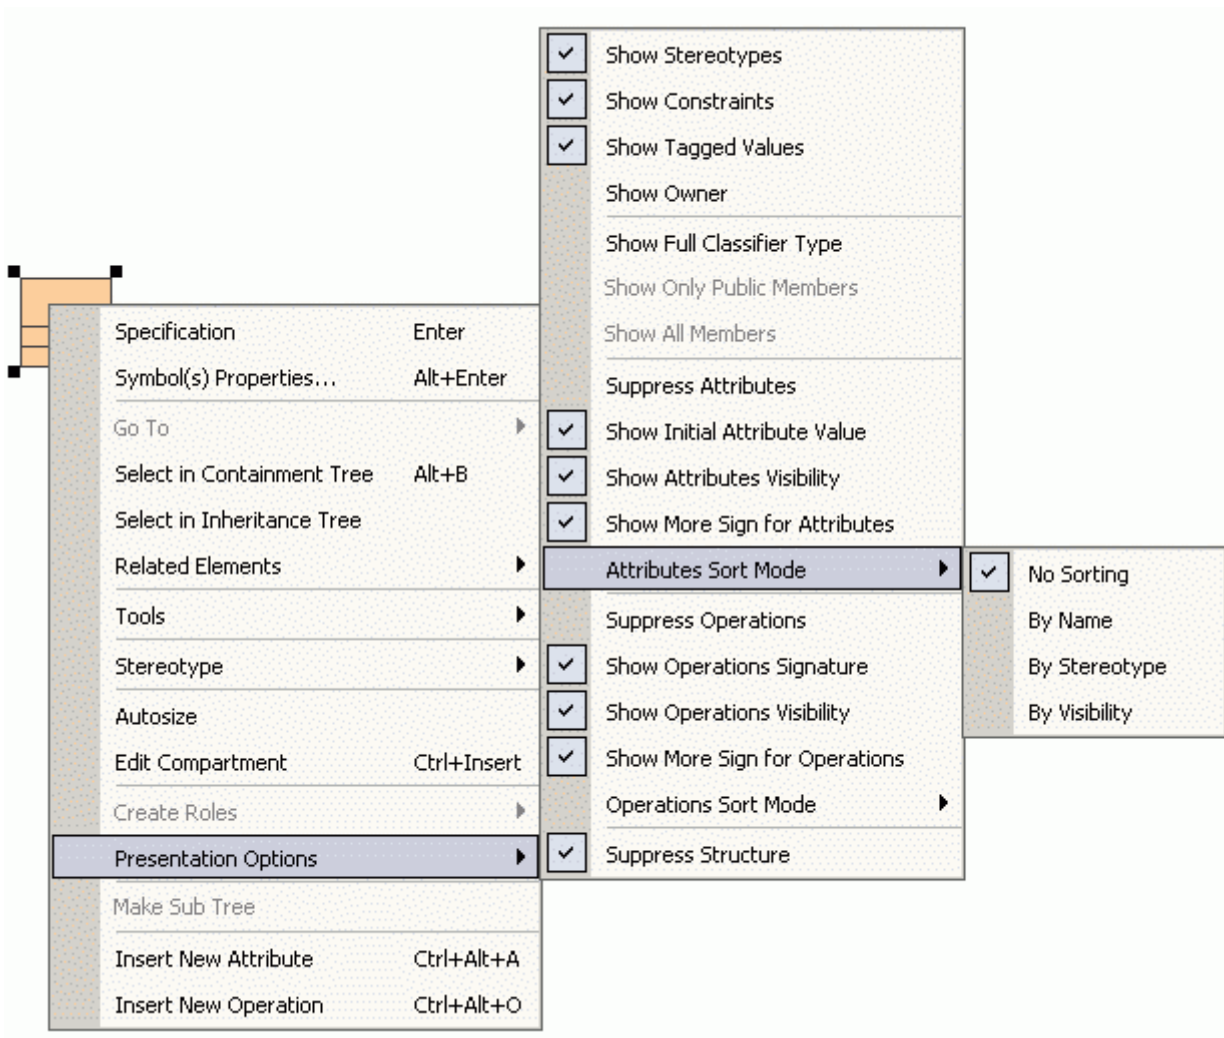 Specification Enter
Symbol(s) Properties... Alt+Enter
Go To
Select in Containment Tree Alt+B
Select in Inheritance Tree
Related Elements
Tools
Stereotype
Autosize
Edit Compartment Ctrl+Insert
Create Roles
Presentation Options
Make Sub Tree
Insert New Attribute Ctrl+Alt+A
Insert New Operation Ctrl+Alt+O
Show Stereotypes
Show Constraints
Show Tagged Values
Show Owner
Show Full Classifier Type
Show Only Public Members
Show All Members
Suppress Attributes
Show Initial Attribute Value
Show Attributes Visibility
Show More Sign for Attributes
Attributes Sort Mode
Suppress Operations
Show Operations Signature
Show Operations Visibility
Show More Sign for Operations
Operations Sort Mode
Suppress Structure
No Sorting
By Name
By Stereotype
By Visibility